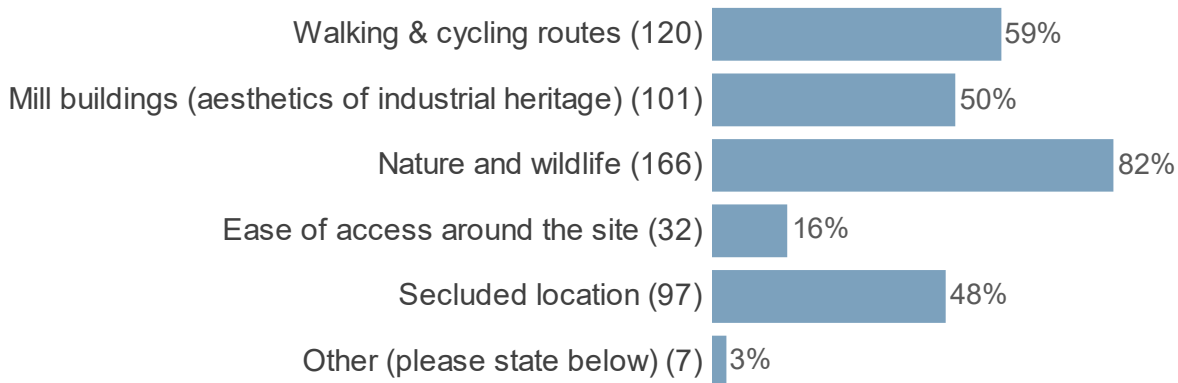 Walking & cycling routes (120) 59%
Mill buildings (aesthetics of industrial heritage) (101) 50%
Nature and wildlife (166) 82%
Ease of access around the site (32) 16%
Secluded location (97) 48%
Other (please state below) (7) 3%